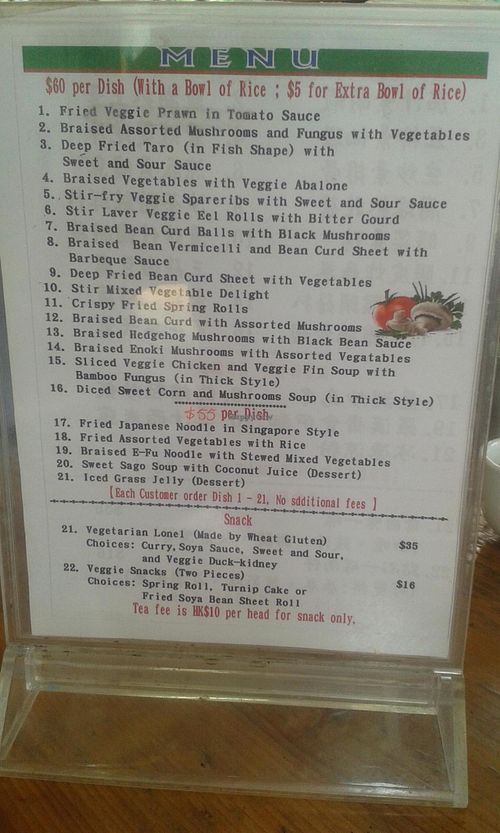 MENU
$60 per Dish (With a Bowl of Rice ; $5 for Extra Bowl of Rice)
1. Fried Veggie Prawn in Tomato Sauce
2. Braised Assorted Mushrooms and Fungus with Vegetables
3. Deep Fried Taro (in Fish Shape) with
Sweet and Sour Sauce
4. Braised Vegetables with Veggie Abalone
5. Stir-fry Veggie Spareribs with Sweet and Sour Sauce
6. Stir Laver Veggie Eel Rolls with Bitter Gourd
7. Braised Bean Curd Balls with Black Mushrooms
8. Braised Bean Vermicelli and Bean Curd Sheet with
Barbeque Sauce
9. Deep Fried Bean Curd Sheet with Vegetables
10. Stir Mixed Vegetable Delight
11. Crispy Fried Spring Rolls
12. Braised Bean Curd with Assorted Mushrooms
13. Braised Hedgehog Mushrooms with Black Bean Sauce
14. Braised Enoki Mushrooms with Assorted Vegatables
15. Sliced Veggie Chicken and Veggie Fin Soup with
Bamboo Fungus (in Thick Style)
16. Diced Sweet Corn and Mushrooms Soup (in Thick Style)
$55 per Dish
17. Fried Japanese Noodle in Singapore Style
18. Fried Assorted Vegetables with Rice
19. Braised E-Fu Noodle with Stewed Mixed Vegetables
20. Sweet Sago Soup with Coconut Juice (Dessert)
21. Iced Grass Jelly (Dessert)
[Each Customer order Dish 1 - 21, No sdditional fees ]
Snack
21. Vegetarian Lonel (Made by Wheat Gluten) $35
Choices: Curry, Soya Sauce, Sweet and Sour,
and Veggie Duck-kidney
22. Veggie Snacks (Two Pieces) $16
Choices: Spring Roll, Turnip Cake or
Fried Soya Bean Sheet Roll
Tea fee is HK$10 per head for snack only.